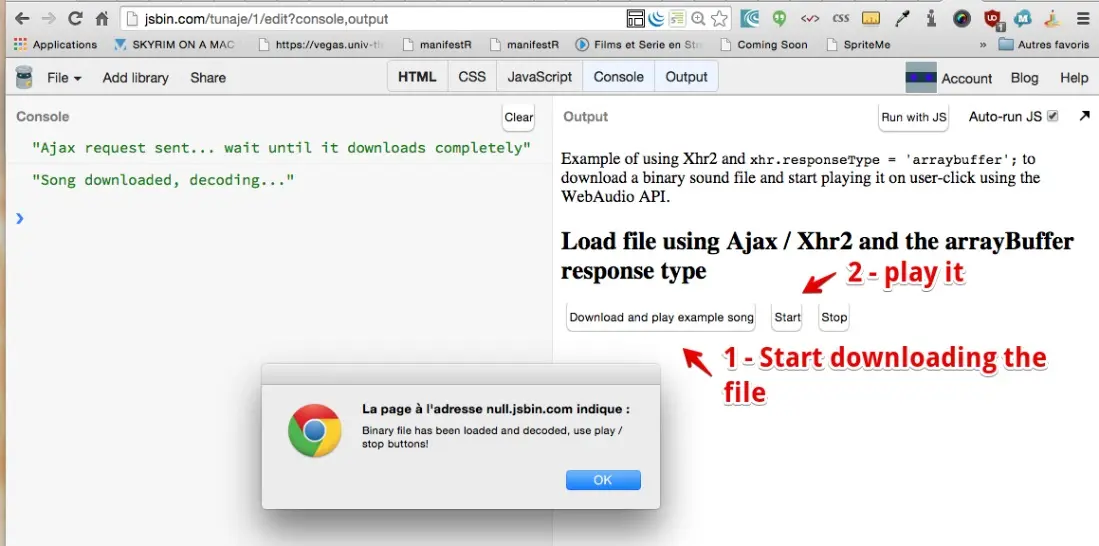 jsbin.com/tunaje/1/edit?console,output
Applications SKYRIM ON A MAC https://vegas.univ- manifestR manifestR Films et Serie en Str Coming Soon SpriteMe » Autres favoris
File Add library Share HTML CSS JavaScript Console Output Account Blog Help
Console Clear Output Run with JS Auto-run JS
"Ajax request sent... wait until it downloads completely"
"Song downloaded, decoding..."
Example of using Xhr2 and xhr.responseType = 'arraybuffer'; to
download a binary sound file and start playing it on user-click using the
WebAudio API.
Load file using Ajax / Xhr2 and the arrayBuffer
response type
2 - play it
Download and play example song Start Stop
1 - Start downloading the
file
La page à l'adresse null.jsbin.com indique :
Binary file has been loaded and decoded, use play /
stop buttons!
OK